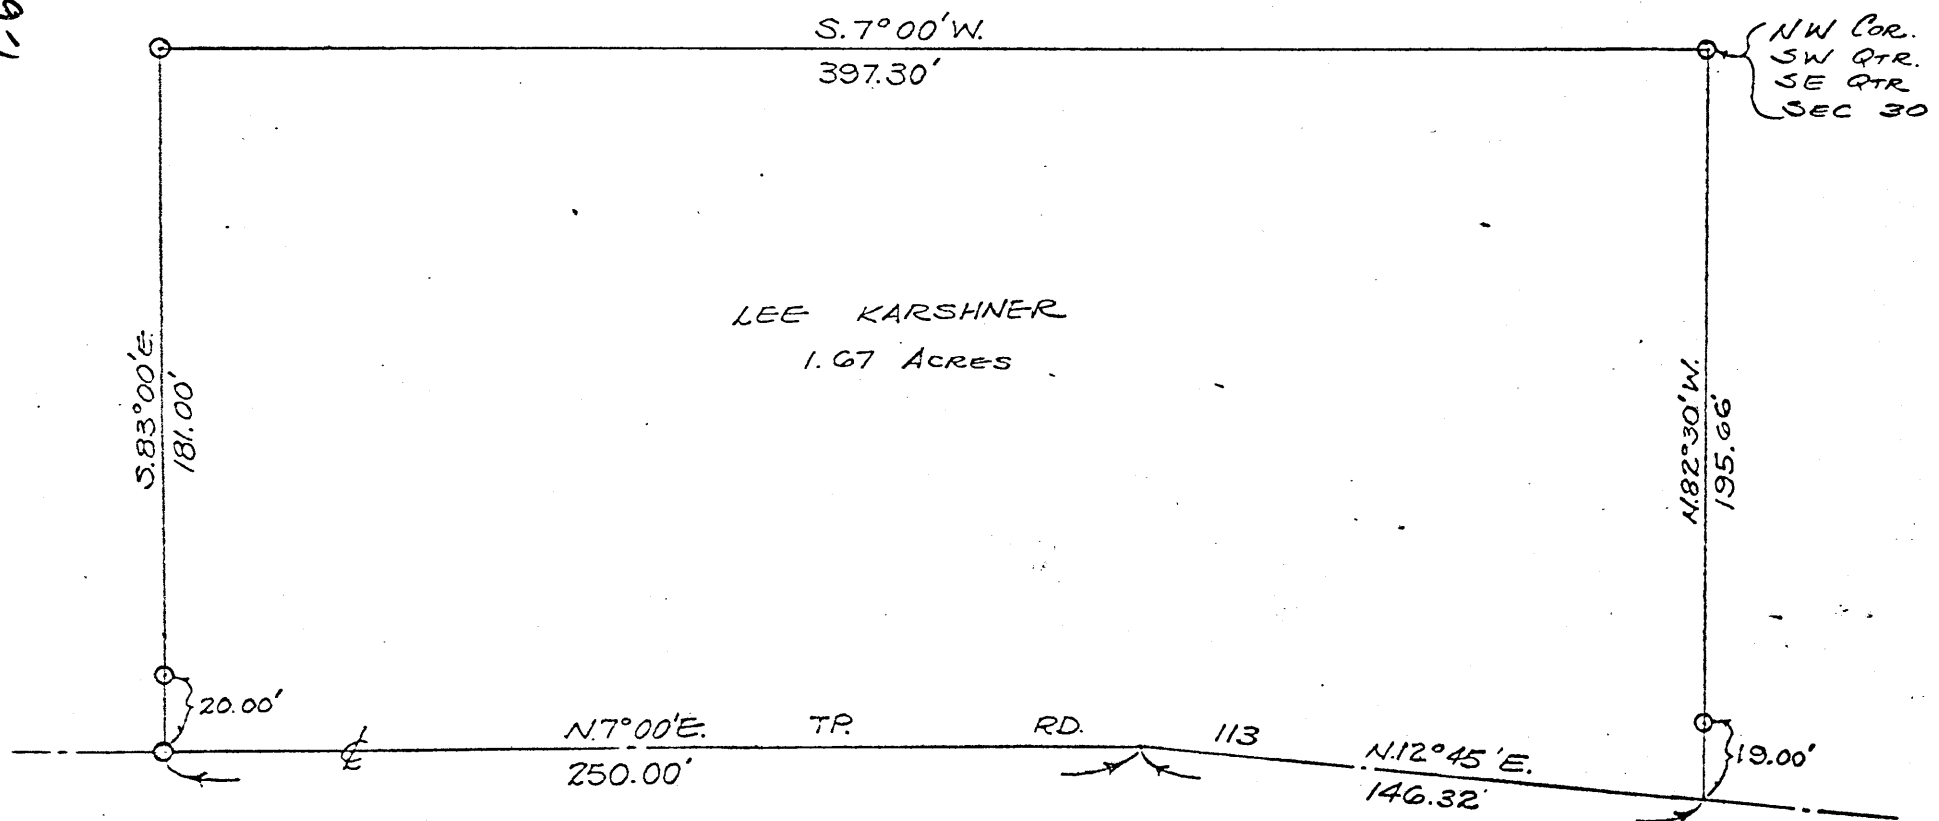 S. 7°00' W.
397.30'
NW COR.
SW QTR.
SE QTR
SEC 30
LEE KARSHNER
1.67 ACRES
S. 83°00' E.
181.00'
N. 82°30' W.
195.66'
20.00'
N. 7°00' E. TP. RD. 113
250.00'
N. 12°45' E.
146.32'
19.00'